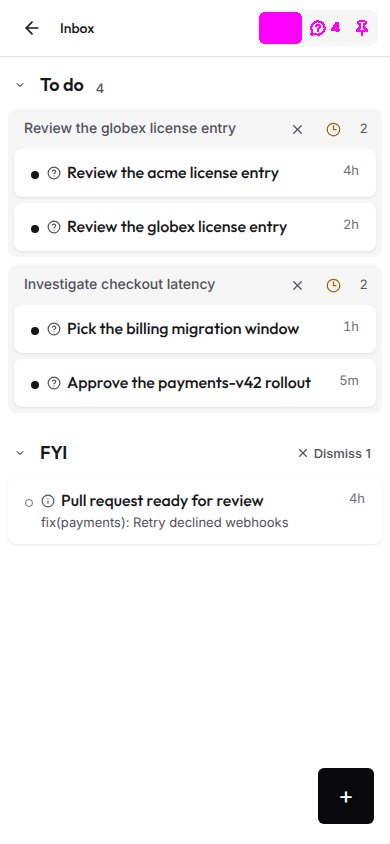 Inbox
4
To do 4
Review the globex license entry 2
Review the acme license entry 4h
Review the globex license entry 2h
Investigate checkout latency 2
Pick the billing migration window 1h
Approve the payments-v42 rollout 5m
FYI Dismiss 1
Pull request ready for review 4h
fix(payments): Retry declined webhooks
+